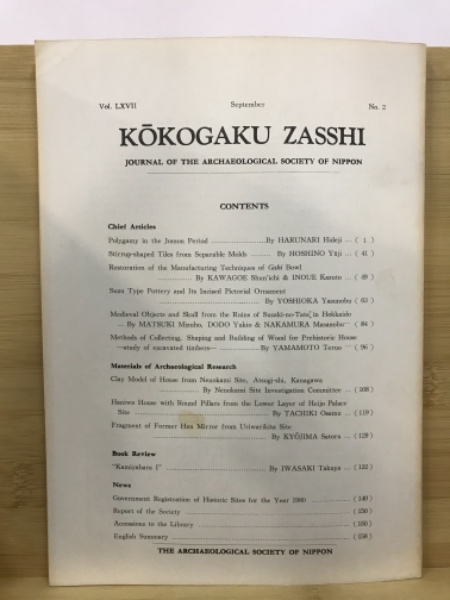 Vol. LXVII September No. 2
KŌKOGAKU ZASSHI
JOURNAL OF THE ARCHAEOLOGICAL SOCIETY OF NIPPON
CONTENTS
Chief Articles
Polygamy in the Jomon Period ..................By HARUNARI Hideji ... ( 1 )
Stirrup-shaped Tiles from Separable Molds ......... By HOSHINO Yūji ... ( 41 )
Restoration of the Manufacturing Techniques of Gahi Bowl
..................By KAWAGOE Shun'ichi & INOUE Kazuto ... ( 49 )
Suzu Type Pottery and Its Incised Pictorial Ornament
.................................................By YOSHIOKA Yasunobu ( 63 )
Medieval Objects and Skull from the Ruins of Susaki-no-Tate in Hokkaido
... By MATSUKI Mizuho, DODO Yukio & NAKAMURA Masanobu ... ( 84 )
Methods of Collecting, Shaping and Building of Wood for Prehistoric House
—study of excavated timbers— ..................By YAMAMOTO Teruo ... ( 96 )
Materials of Archaeological Research
Clay Model of House from Neuokami Site, Atsugi-shi, Kanagawa
.....................By Neuokami Site Investigation Committee ... ( 108 )
Haniwa House with Round Pillars from the Lower Layer of Heijo Palace
Site .................................................By TACHIKI Osamu ... ( 119 )
Fragment of Former Han Mirror from Uriwarikita Site
.................................................By KYŌJIMA Satoru ... ( 129 )
Book Review
"Kamiyahara I" ..............................By IWASAKI Takuya ... ( 132 )
News
Government Registration of Historic Sites for the Year 1980 .................. ( 140 )
Report of the Society ................................................ ( 150 )
Accessions to the Library ................................................ ( 150 )
English Summary ................................................ ( 158 )
THE ARCHAEOLOGICAL SOCIETY OF NIPPON